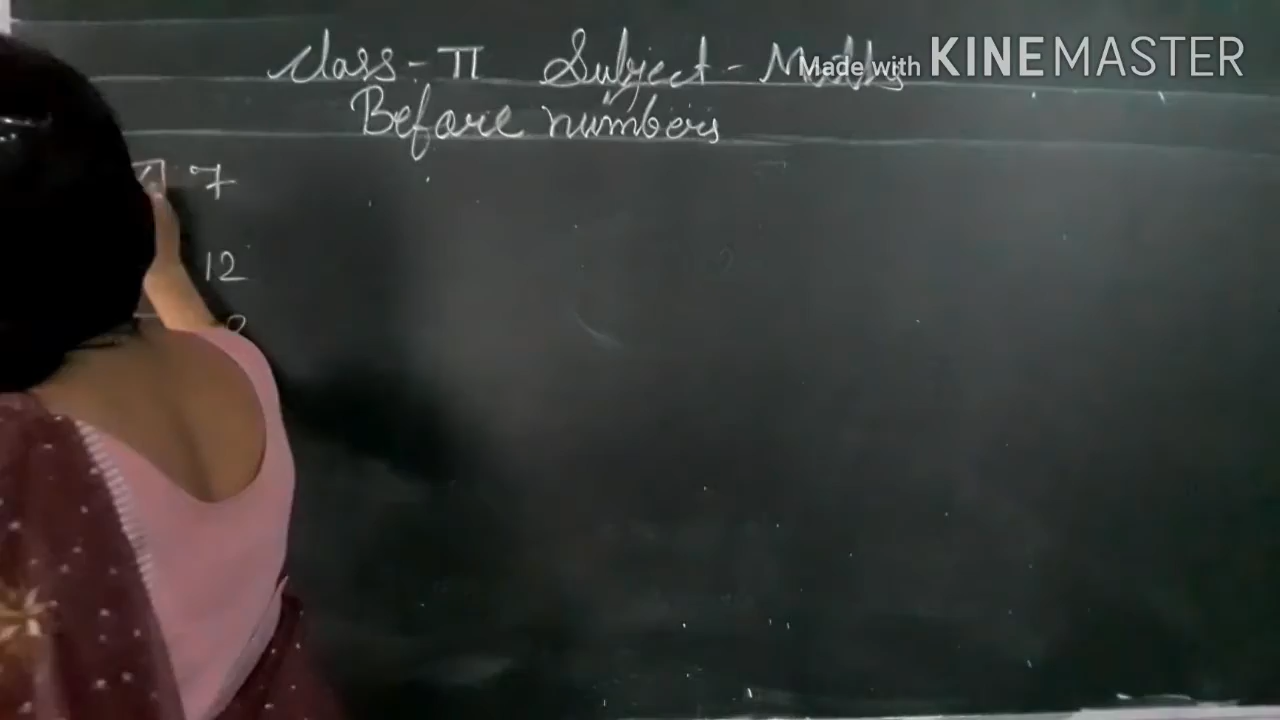 Class - II Subject - Maths
Made with KINEMASTER
Before numbers
7
12